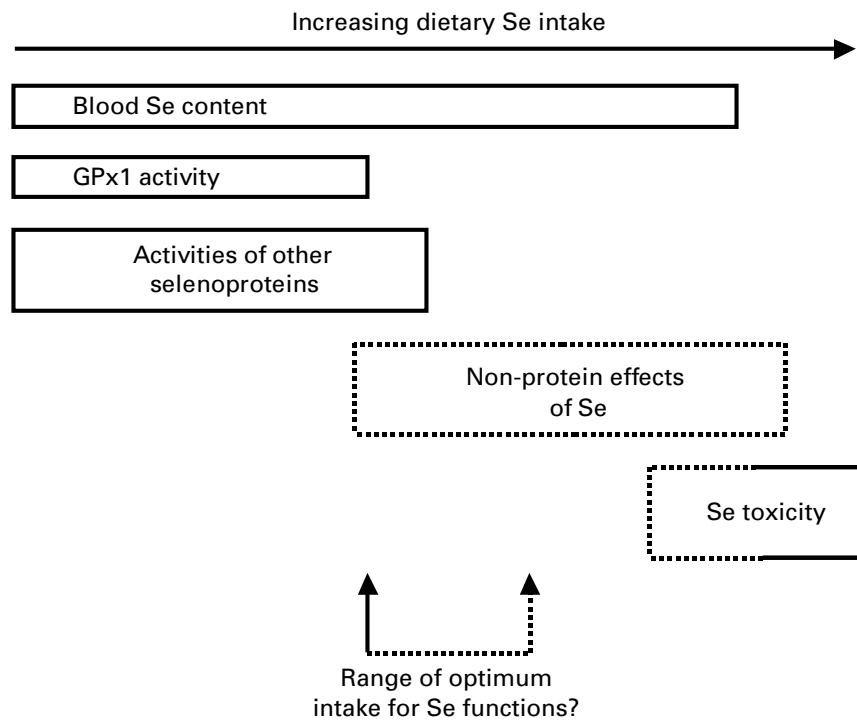 Increasing dietary Se intake
Blood Se content
GPx1 activity
Activities of other
selenoproteins
Non-protein effects
of Se
Se toxicity
Range of optimum
intake for Se functions?